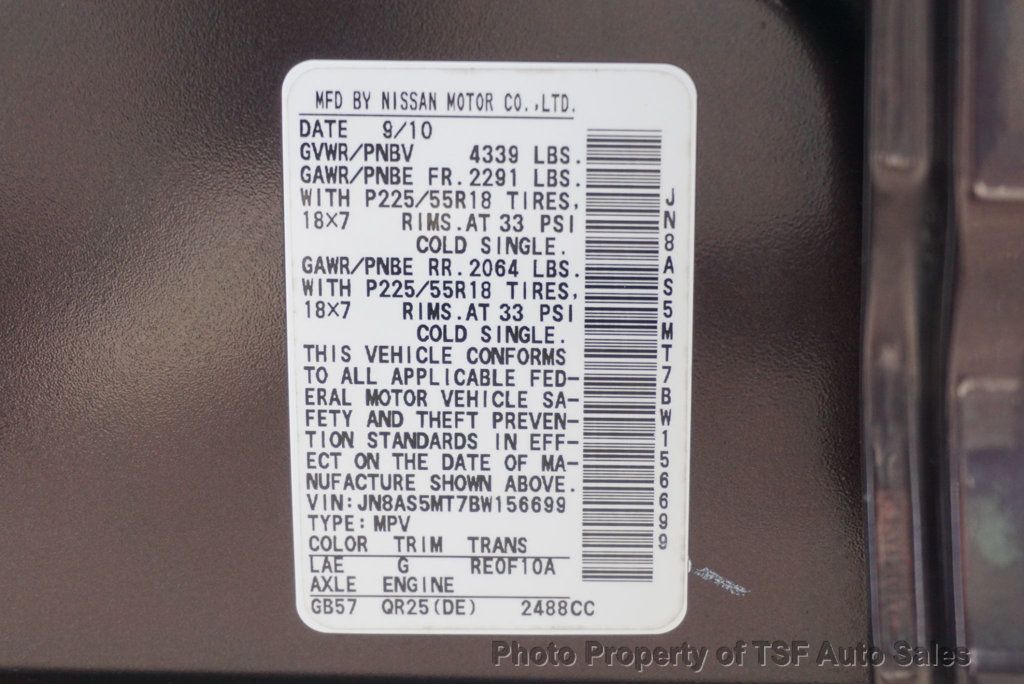 MFD BY NISSAN MOTOR CO.,LTD.
DATE 9/10
GVWR/PNBV 4339 LBS.
GAWR/PNBE FR.2291 LBS.
WITH P225/55R18 TIRES,
18×7 RIMS.AT 33 PSI
COLD SINGLE.
GAWR/PNBE RR.2064 LBS.
WITH P225/55R18 TIRES,
18×7 RIMS.AT 33 PSI
COLD SINGLE.
THIS VEHICLE CONFORMS
TO ALL APPLICABLE FED-
ERAL MOTOR VEHICLE SA-
FETY AND THEFT PREVEN-
TION STANDARDS IN EFF-
ECT ON THE DATE OF MA-
NUFACTURE SHOWN ABOVE.
VIN:JN8AS5MT7BW156699
TYPE:MPV
COLOR TRIM TRANS
LAE G RE0F10A
AXLE ENGINE
GB57 QR25(DE) 2488CC
JN8AS5MT7BW156699
Photo Property of TSF Auto Sales